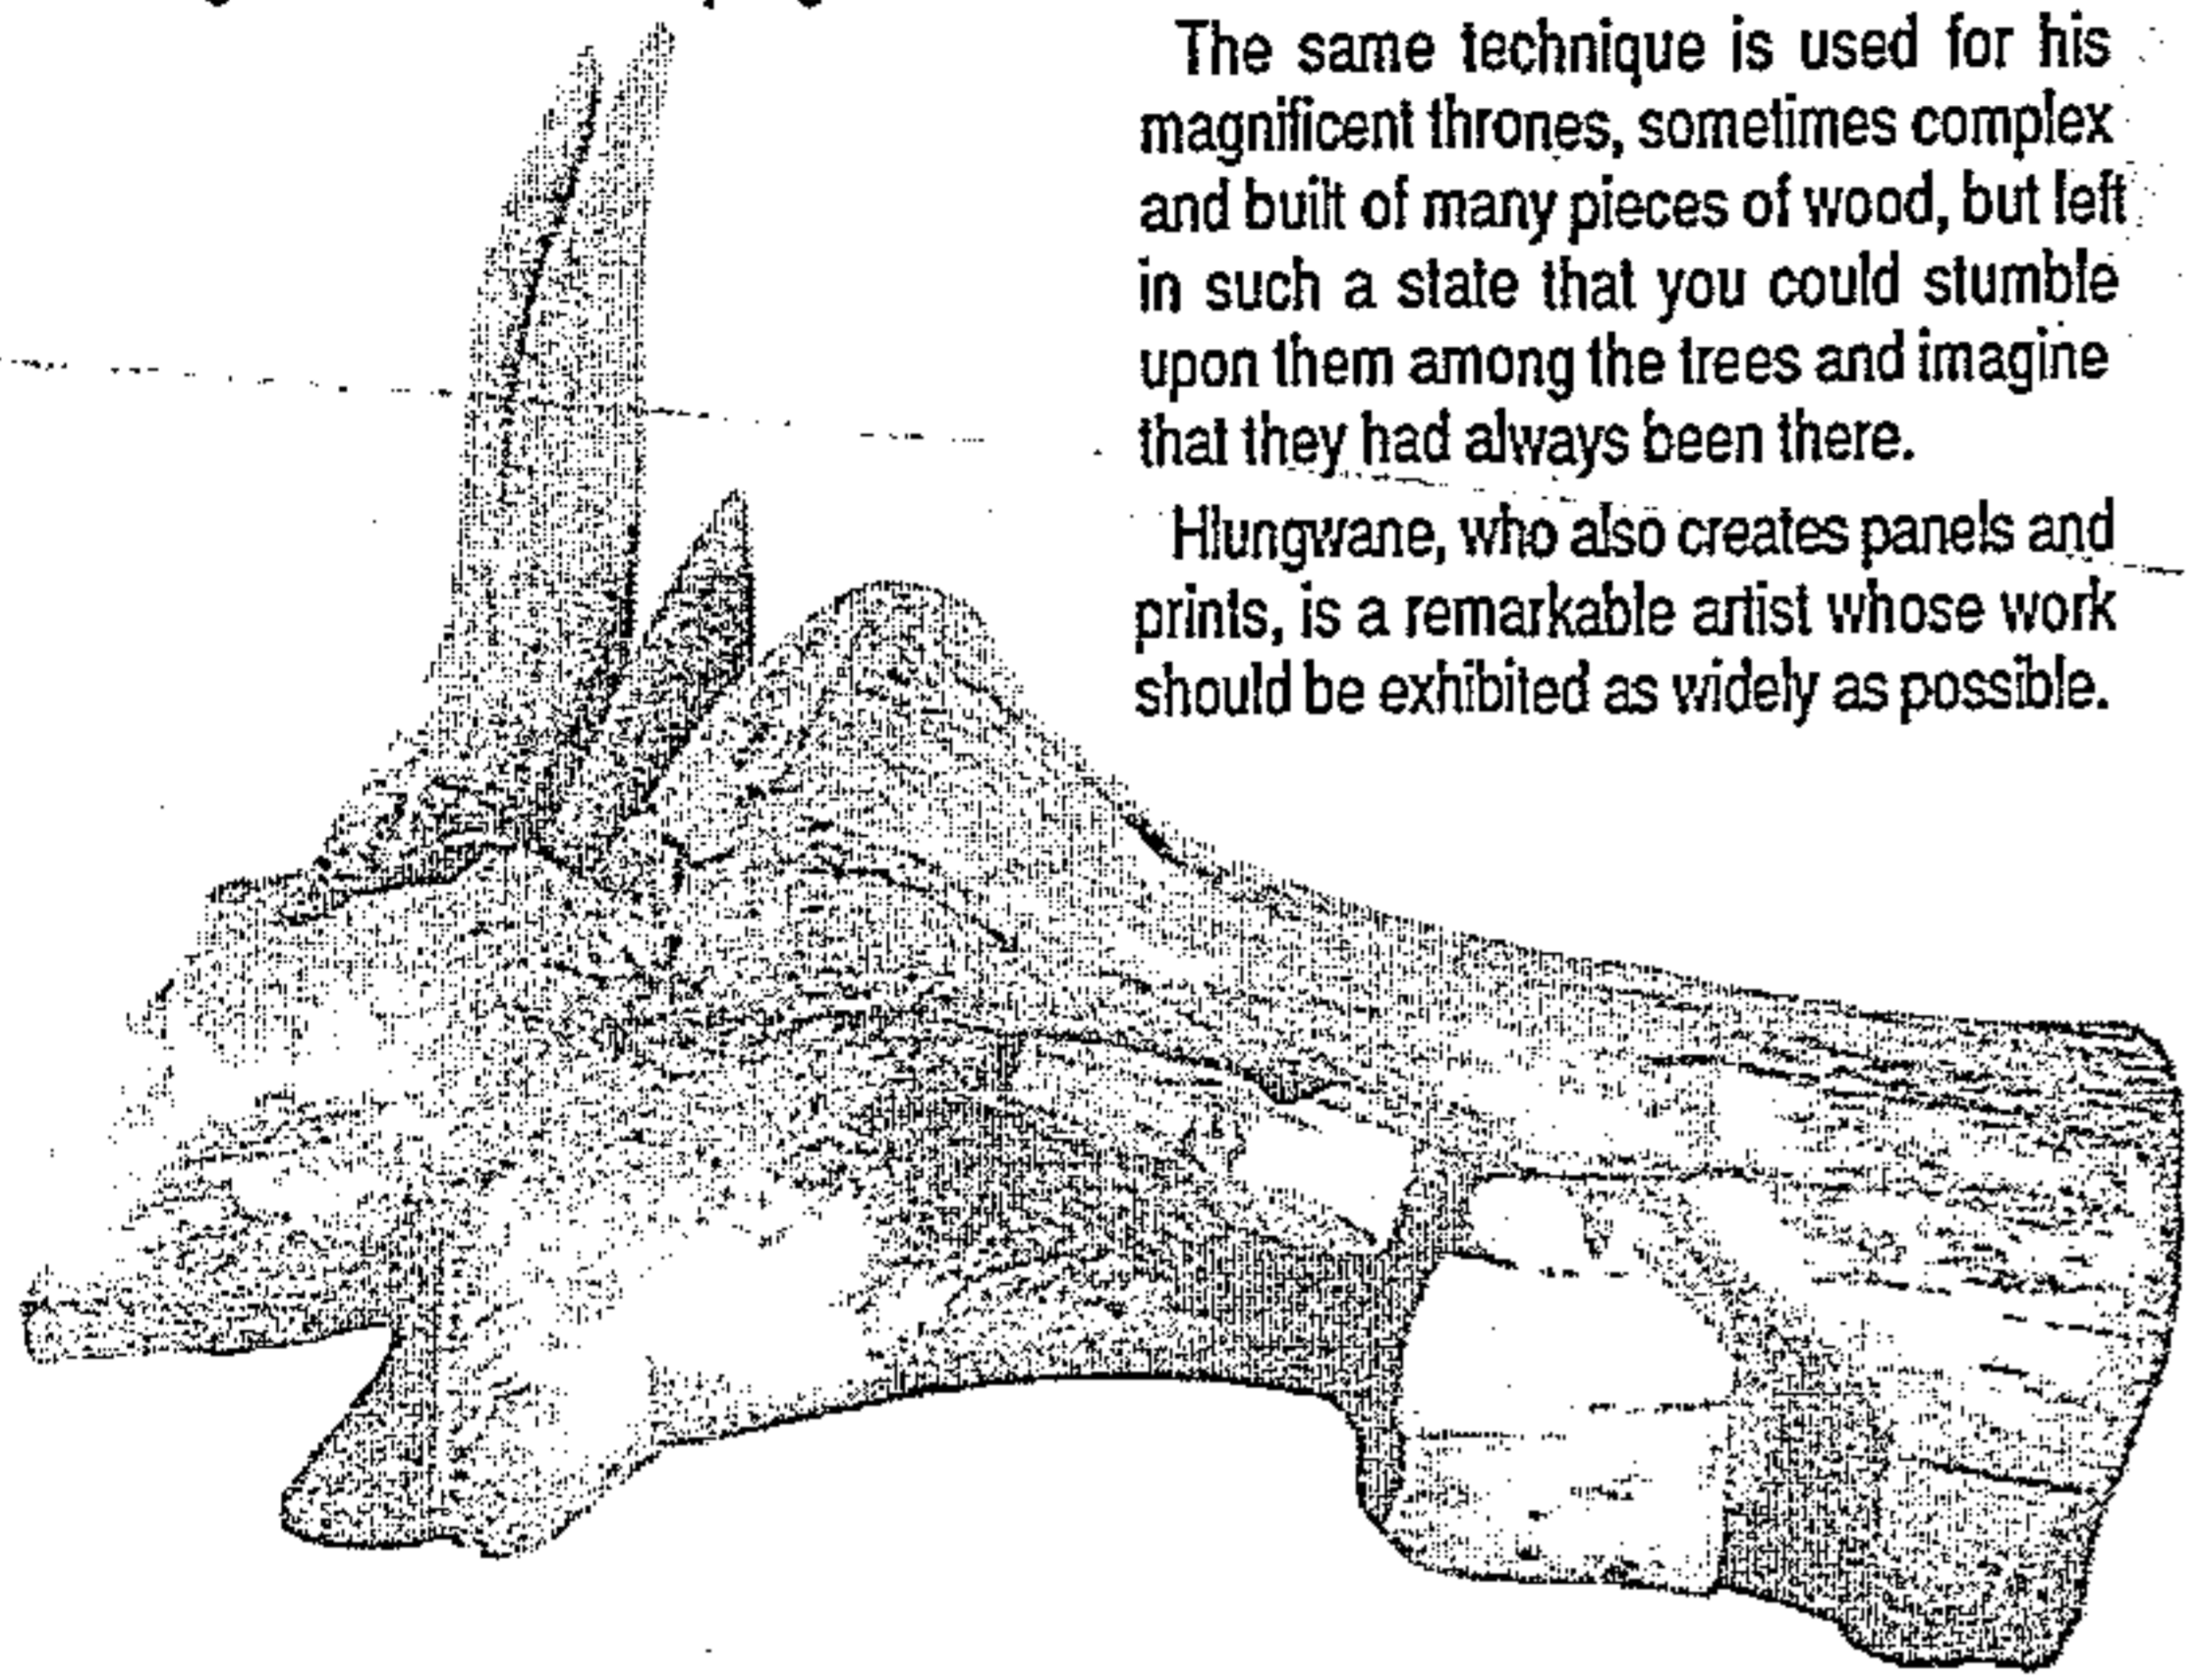 The same technique is used for his
magnificent thrones, sometimes complex
and built of many pieces of wood, but left
in such a state that you could stumble
upon them among the trees and imagine
that they had always been there.
Hlungwane, who also creates panels and
prints, is a remarkable artist whose work
should be exhibited as widely as possible.